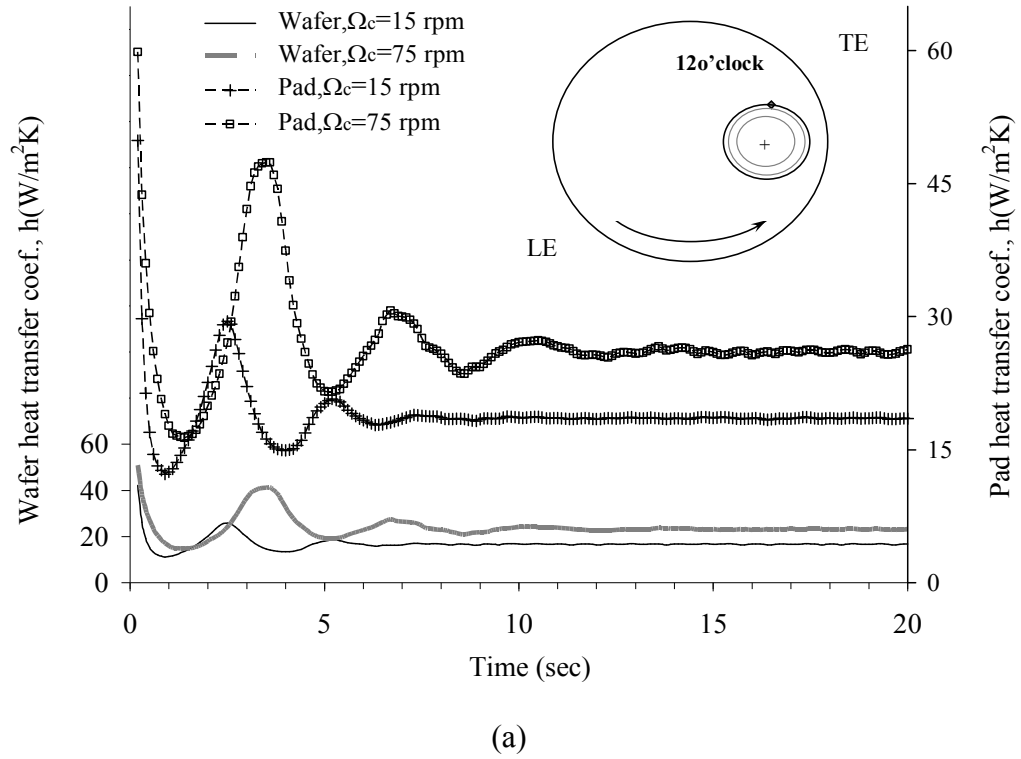 Wafer,Ωc=15 rpm
Wafer,Ωc=75 rpm
Pad,Ωc=15 rpm
Pad,Ωc=75 rpm
TE
12o'clock
LE
Wafer heat transfer coef., h(W/m²K)
60
40
20
0
60
45
30
15
0
Pad heat transfer coef., h(W/m²K)
0
5
10
15
20
Time (sec)
(a)